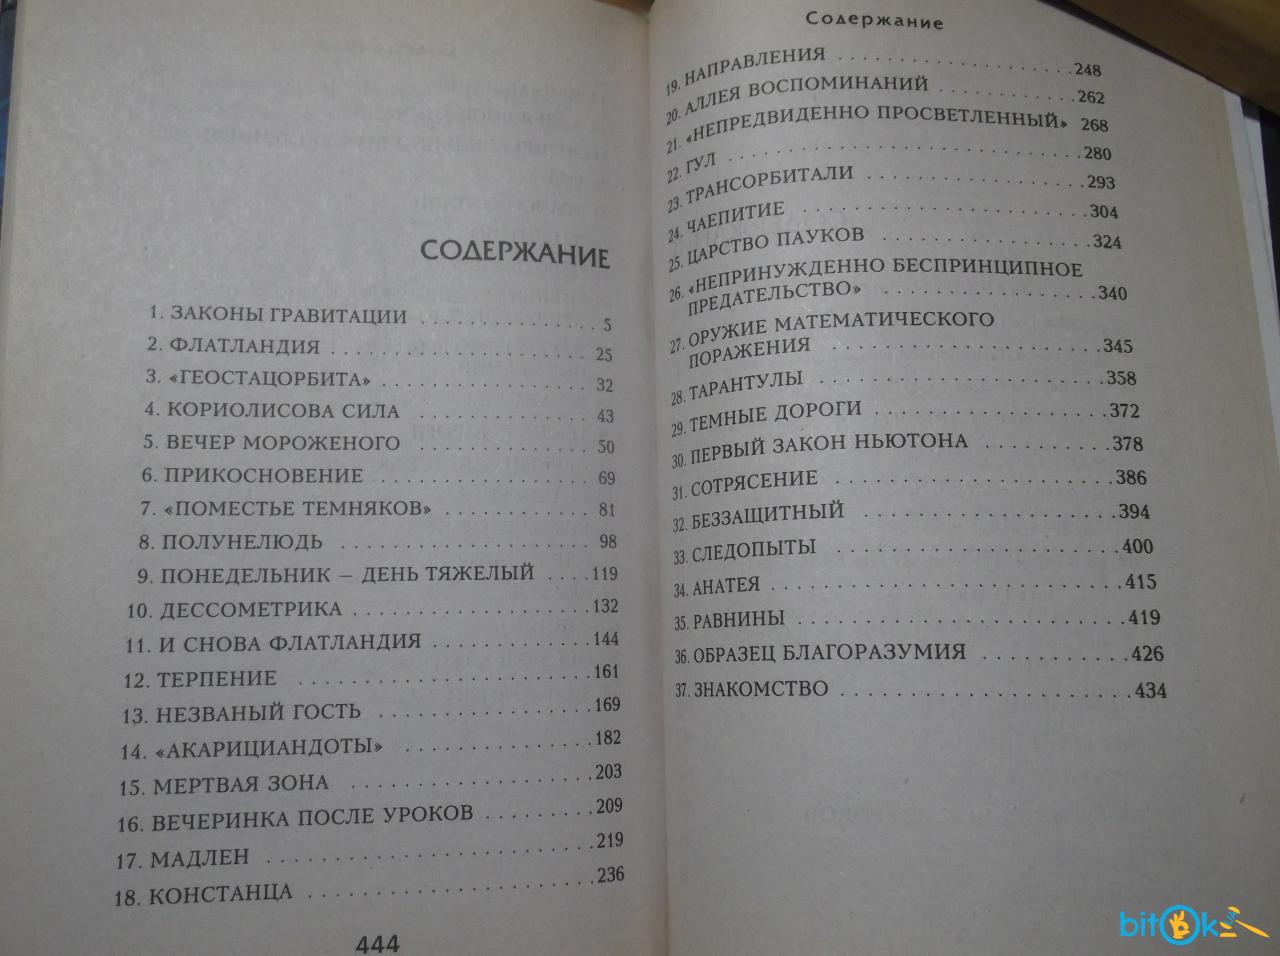 СОДЕРЖАНИЕ
1. ЗАКОНЫ ГРАВИТАЦИИ . . . . . . . . . . . . . 5
2. ФЛАТЛАНДИЯ . . . . . . . . . . . . . . . . . . 25
3. «ГЕОСТАЦОРБИТА» . . . . . . . . . . . . . . . 32
4. КОРИОЛИСОВА СИЛА . . . . . . . . . . . . . 43
5. ВЕЧЕР МОРОЖЕНОГО . . . . . . . . . . . . . 50
6. ПРИКОСНОВЕНИЕ . . . . . . . . . . . . . . . 69
7. «ПОМЕСТЬЕ ТЕМНЯКОВ» . . . . . . . . . . . 81
8. ПОЛУНЕЛЮДЬ . . . . . . . . . . . . . . . . . 98
9. ПОНЕДЕЛЬНИК – ДЕНЬ ТЯЖЕЛЫЙ . . . . 119
10. ДЕССОМЕТРИКА . . . . . . . . . . . . . . . . 132
11. И СНОВА ФЛАТЛАНДИЯ . . . . . . . . . . . 144
12. ТЕРПЕНИЕ . . . . . . . . . . . . . . . . . . . 161
13. НЕЗВАНЫЙ ГОСТЬ . . . . . . . . . . . . . . 169
14. «АКАРИЦИАНДОТЫ» . . . . . . . . . . . . . 182
15. МЕРТВАЯ ЗОНА . . . . . . . . . . . . . . . . 203
16. ВЕЧЕРИНКА ПОСЛЕ УРОКОВ . . . . . . . . 209
17. МАДЛЕН . . . . . . . . . . . . . . . . . . . . 219
18. КОНСТАНЦА . . . . . . . . . . . . . . . . . . 236
444
Содержание
19. НАПРАВЛЕНИЯ . . . . . . . . . . . . . . . . . 248
20. АЛЛЕЯ ВОСПОМИНАНИЙ . . . . . . . . . . . 262
21. «НЕПРЕДВИДЕННО ПРОСВЕТЛЕННЫЙ» 268
22. ГУЛ . . . . . . . . . . . . . . . . . . . . . . . . 280
23. ТРАНСОРБИТАЛИ . . . . . . . . . . . . . . . 293
24. ЧАЕПИТИЕ . . . . . . . . . . . . . . . . . . . 304
25. ЦАРСТВО ПАУКОВ . . . . . . . . . . . . . . 324
26. «НЕПРИНУЖДЕННО БЕСПРИНЦИПНОЕ
ПРЕДАТЕЛЬСТВО» . . . . . . . . . . . . . . . 340
27. ОРУЖИЕ МАТЕМАТИЧЕСКОГО
ПОРАЖЕНИЯ . . . . . . . . . . . . . . . . . . 345
28. ТАРАНТУЛЫ . . . . . . . . . . . . . . . . . . 358
29. ТЕМНЫЕ ДОРОГИ . . . . . . . . . . . . . . . 372
30. ПЕРВЫЙ ЗАКОН НЬЮТОНА . . . . . . . . . 378
31. СОТРЯСЕНИЕ . . . . . . . . . . . . . . . . . . 386
32. БЕЗЗАЩИТНЫЙ . . . . . . . . . . . . . . . . 394
33. СЛЕДОПЫТЫ . . . . . . . . . . . . . . . . . . 400
34. АНАТЕЯ . . . . . . . . . . . . . . . . . . . . . 415
35. РАВНИНЫ . . . . . . . . . . . . . . . . . . . . 419
36. ОБРАЗЕЦ БЛАГОРАЗУМИЯ . . . . . . . . . . 426
37. ЗНАКОМСТВО . . . . . . . . . . . . . . . . . . 434